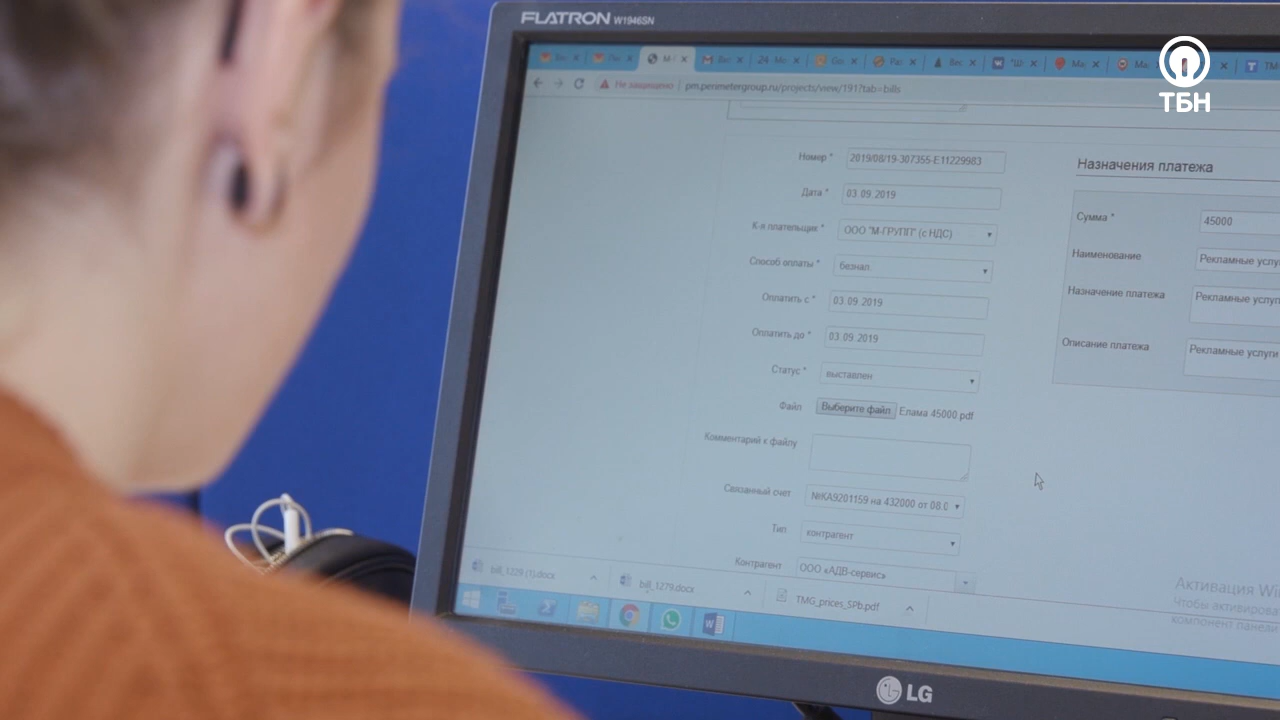 FLATRON W1946SN
ТБН
Не защищено pm.perimetergroup.ru/projects/view/191?tab=bills
Номер * 2019/08/19-307355-E11229983
Дата * 03.09.2019
К-я плательщик * ООО "М-ГРУПП" (с НДС)
Способ оплаты * безнал.
Оплатить с * 03.09.2019
Оплатить до * 03.09.2019
Статус * выставлен
Файл Выберите файл Елама 45000.pdf
Комментарий к файлу
Связанный счет №КА9201159 на 432000 от 08.0
Тип контрагент
Контрагент ООО «АДВ-сервис»
Назначения платежа
Сумма * 45000
Наименование Рекламные услу
Назначение платежа Рекламные услуги
Описание платежа Рекламные услуги
Активация Wi
Чтобы активирова
компонент панели
bill_1229 (1).docx
bill_1279.docx
TMG_prices_SPb.pdf
LG